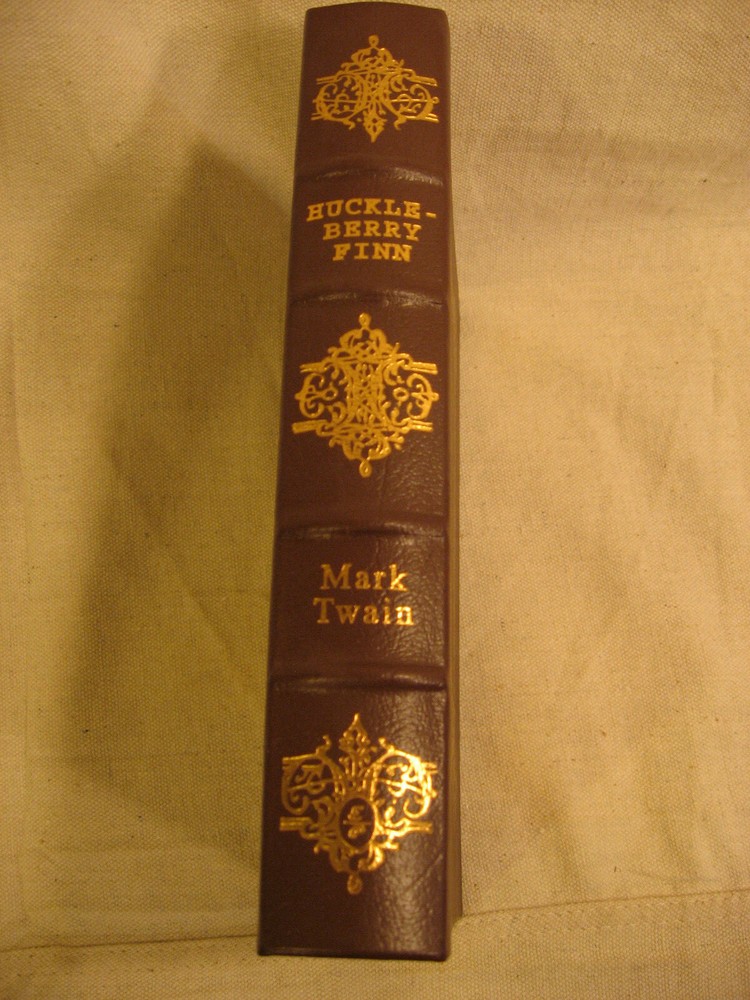 HUCKLE-
BERRY
FINN
Mark
Twain